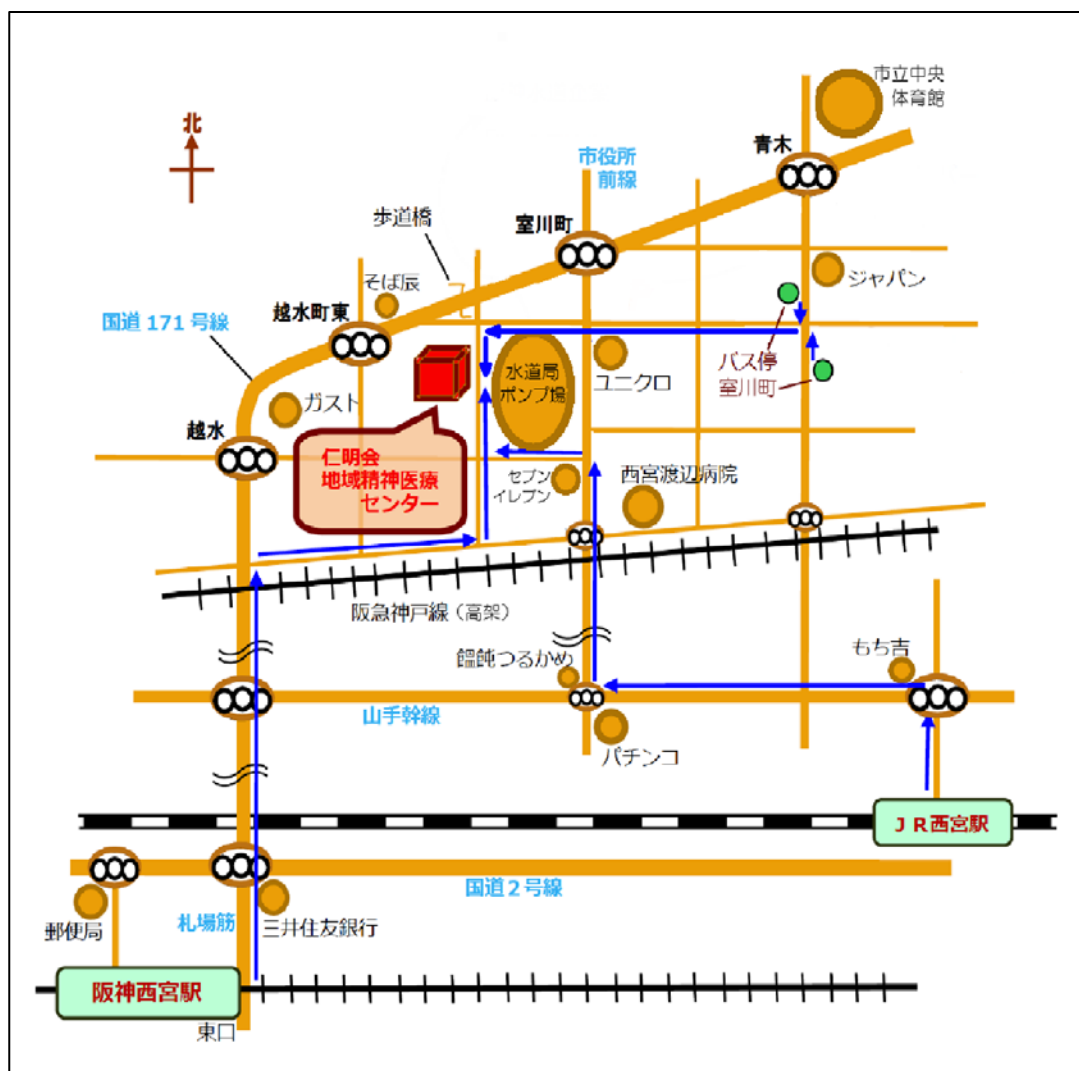 市立中央
体育館
北
青木
市役所
前線
歩道橋
室川町
そば辰
ジャパン
国道 171 号線
越水町東
バス停
室川町
水道局
ポンプ場
ユニクロ
ガスト
越水
仁明会
地域精神医療
センター
セブン
イレブン
西宮渡辺病院
阪急神戸線（高架）
饂飩つるかめ
もち吉
山手幹線
パチンコ
ＪＲ西宮駅
国道２号線
郵便局
札場筋
三井住友銀行
阪神西宮駅
東口